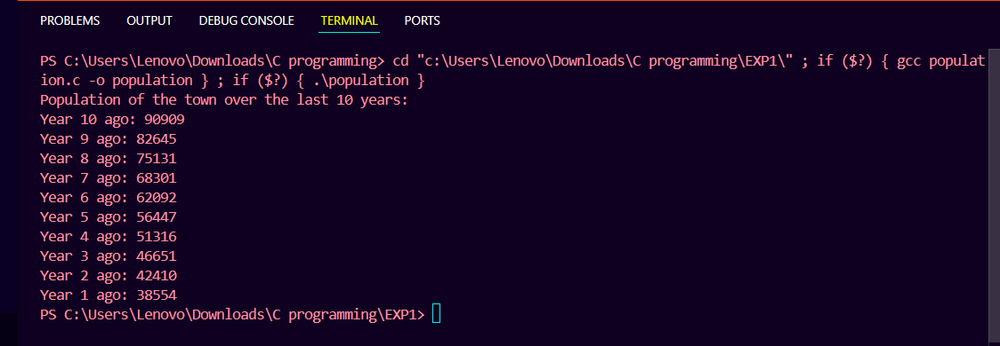 PROBLEMS OUTPUT DEBUG CONSOLE TERMINAL PORTS
PS C:\Users\Lenovo\Downloads\C programming> cd "c:\Users\Lenovo\Downloads\C programming\EXP1\" ; if ($?) { gcc populat
ion.c -o population } ; if ($?) { .\population }
Population of the town over the last 10 years:
Year 10 ago: 90909
Year 9 ago: 82645
Year 8 ago: 75131
Year 7 ago: 68301
Year 6 ago: 62092
Year 5 ago: 56447
Year 4 ago: 51316
Year 3 ago: 46651
Year 2 ago: 42410
Year 1 ago: 38554
PS C:\Users\Lenovo\Downloads\C programming\EXP1>